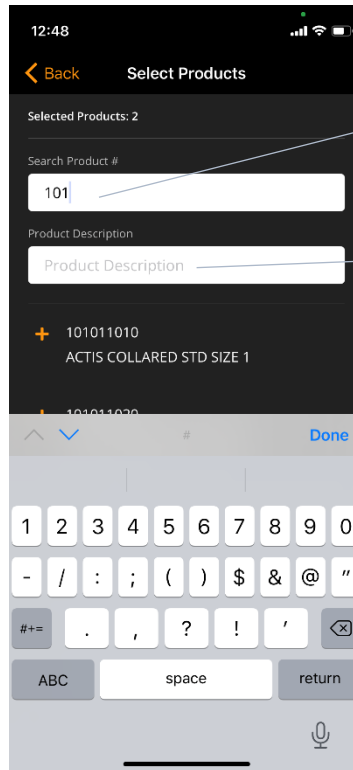 12:48
Back Select Products
Selected Products: 2
Search Product #
101
Product Description
Product Description
+ 101011010
ACTIS COLLARED STD SIZE 1
+ 101011020
# Done
1 2 3 4 5 6 7 8 9 0
- / : ; ( ) $ & @ "
#+= . , ? ! '
ABC space return